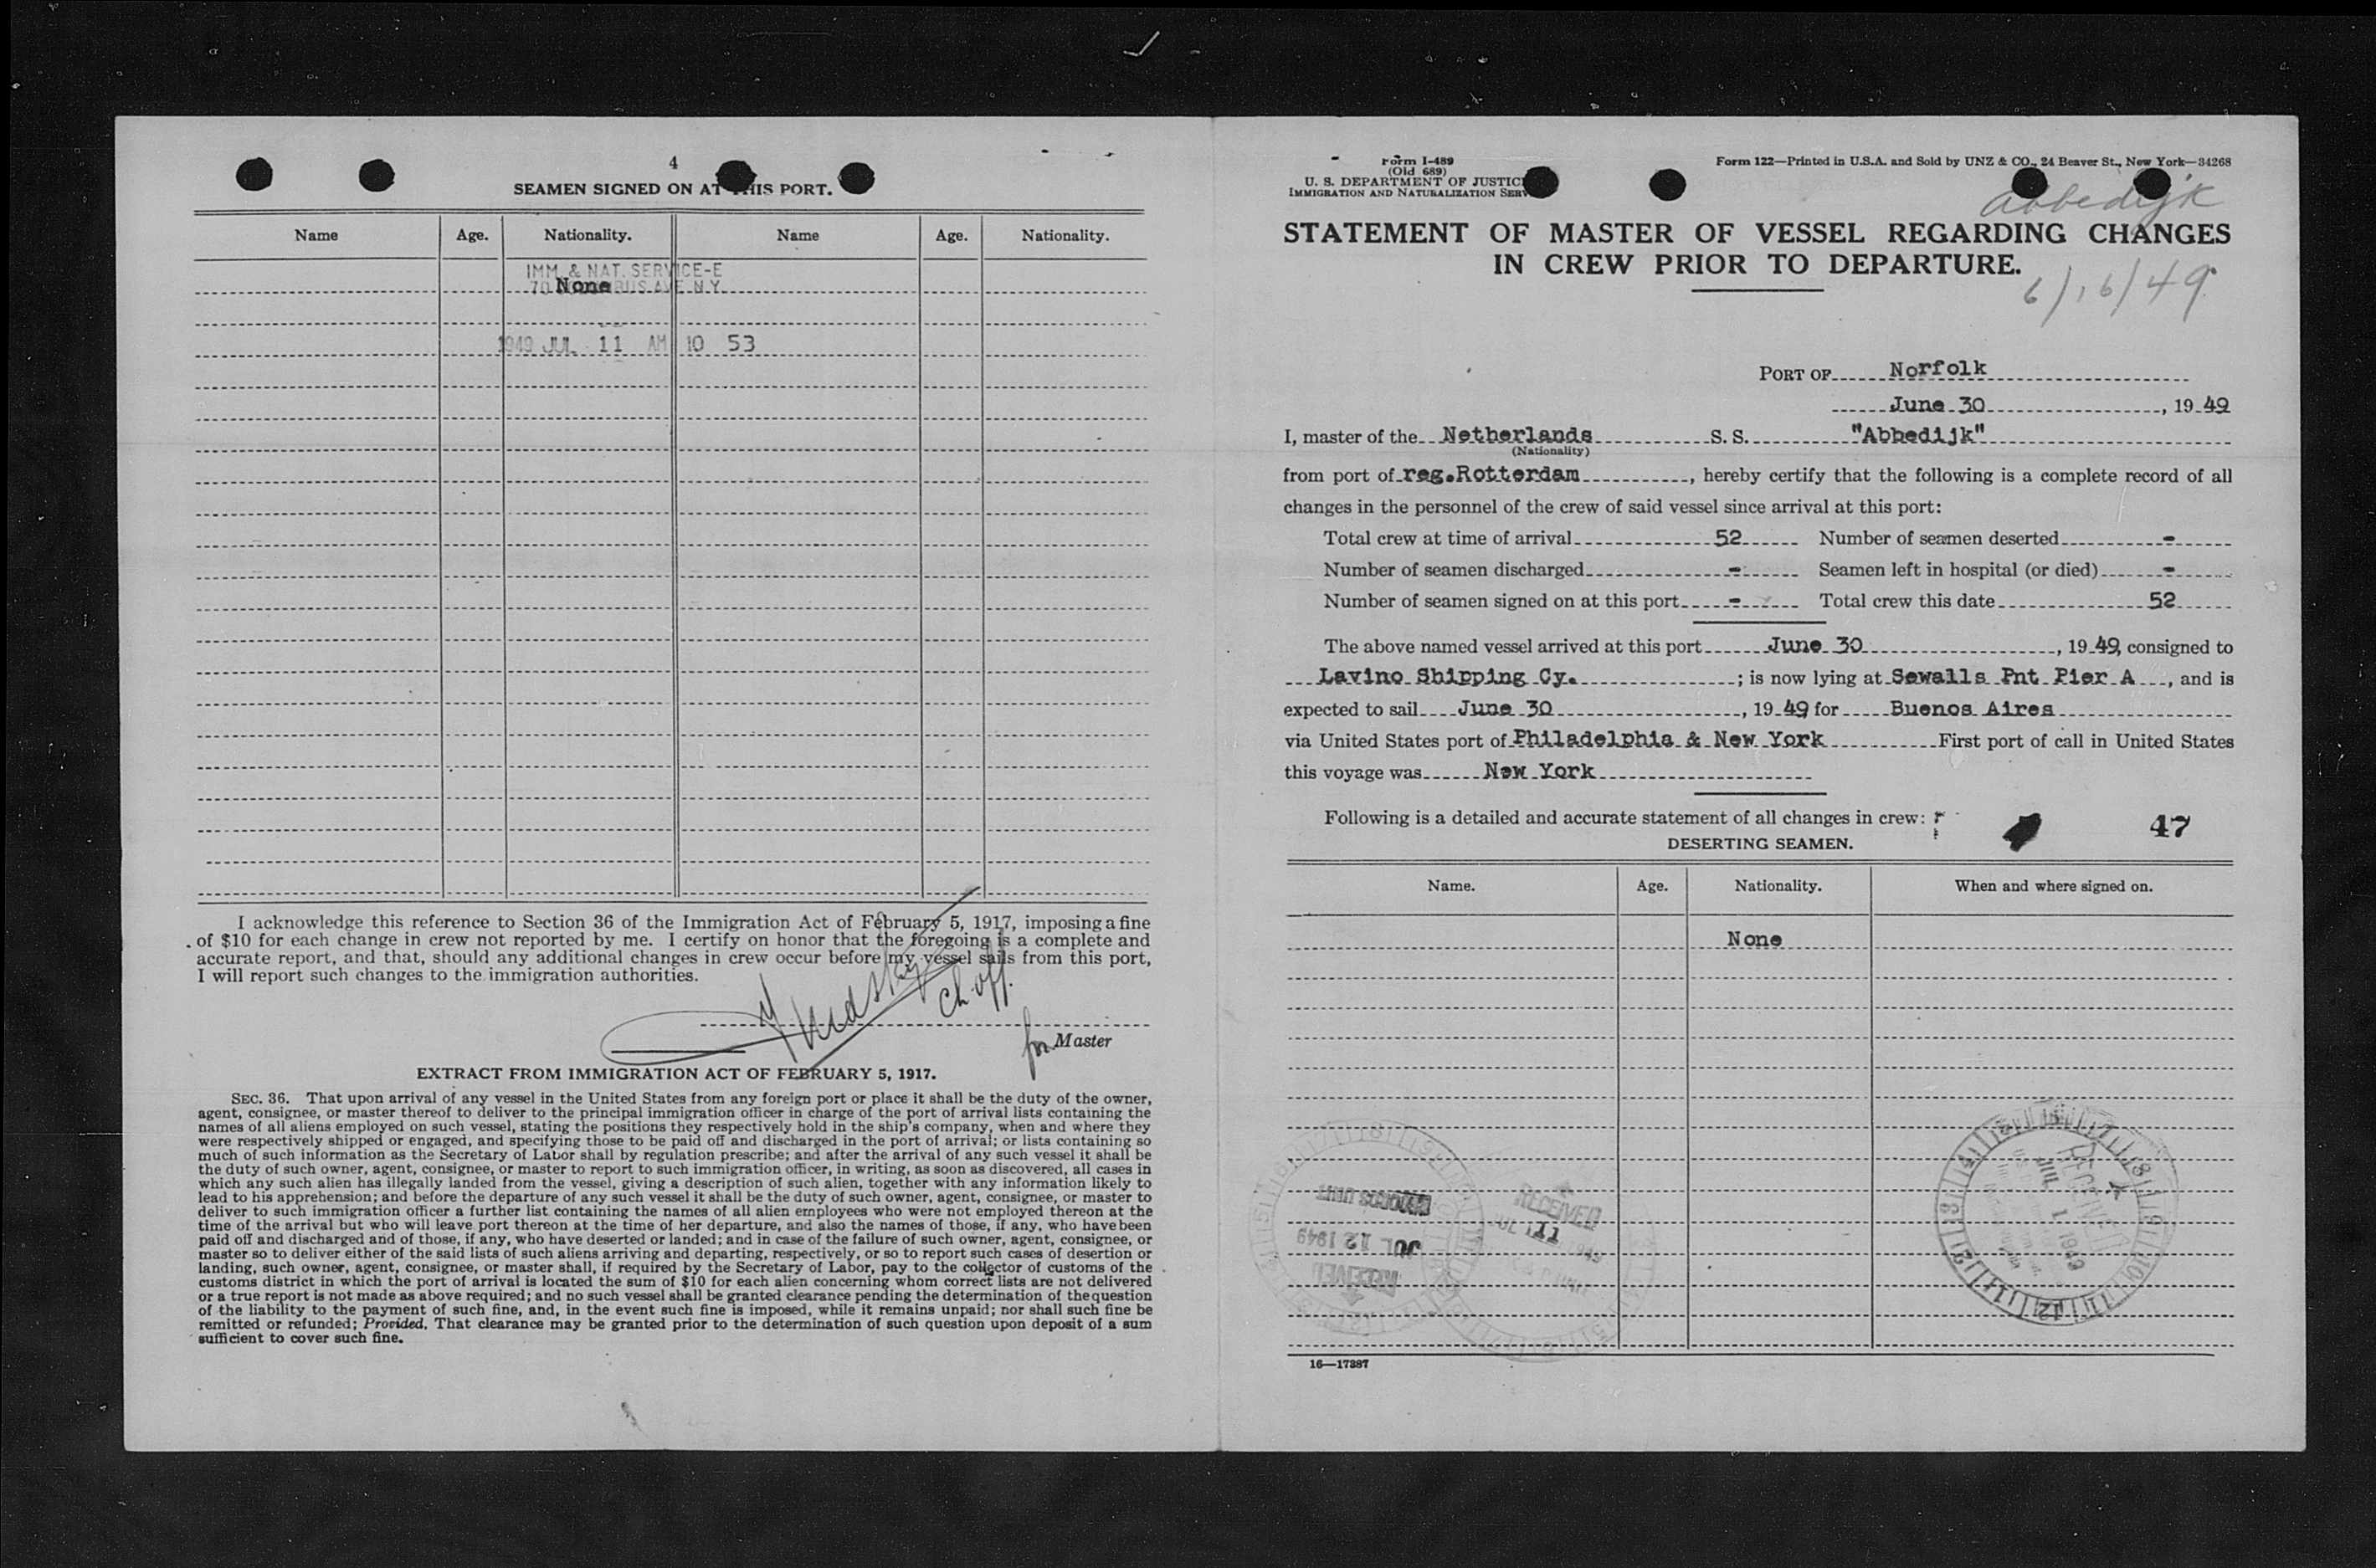 4
SEAMEN SIGNED ON AT THIS PORT.
Name Age. Nationality. Name Age. Nationality.
IMM. & NAT. SERVICE-E
None
1949 JUL 11 AM 10 53
I acknowledge this reference to Section 36 of the Immigration Act of February 5, 1917, imposing a fine
of $10 for each change in crew not reported by me. I certify on honor that the foregoing is a complete and
accurate report, and that, should any additional changes in crew occur before my vessel sails from this port,
I will report such changes to the immigration authorities.
Ch. off.
for Master
EXTRACT FROM IMMIGRATION ACT OF FEBRUARY 5, 1917.
SEC. 36. That upon arrival of any vessel in the United States from any foreign port or place it shall be the duty of the owner,
agent, consignee, or master thereof to deliver to the principal immigration officer in charge of the port of arrival lists containing the
names of all aliens employed on such vessel, stating the positions they respectively hold in the ship's company, when and where they
were respectively shipped or engaged, and specifying those to be paid off and discharged in the port of arrival; or lists containing so
much of such information as the Secretary of Labor shall by regulation prescribe; and after the arrival of any such vessel it shall be
the duty of such owner, agent, consignee, or master to report to such immigration officer, in writing, as soon as discovered, all cases in
which any such alien has illegally landed from the vessel, giving a description of such alien, together with any information likely to
lead to his apprehension; and before the departure of any such vessel it shall be the duty of such owner, agent, consignee, or master to
deliver to such immigration officer a further list containing the names of all alien employees who were not employed thereon at the
time of the arrival but who will leave port thereon at the time of her departure, and also the names of those, if any, who have been
paid off and discharged and of those, if any, who have deserted or landed; and in case of the failure of such owner, agent, consignee, or
master so to deliver either of the said lists of such aliens arriving and departing, respectively, or so to report such cases of desertion or
landing, such owner, agent, consignee, or master shall, if required by the Secretary of Labor, pay to the collector of customs of the
customs district in which the port of arrival is located the sum of $10 for each alien concerning whom correct lists are not delivered
or a true report is not made as above required; and no such vessel shall be granted clearance pending the determination of the question
of the liability to the payment of such fine, and, in the event such fine is imposed, while it remains unpaid; nor shall such fine be
remitted or refunded; Provided, That clearance may be granted prior to the determination of such question upon deposit of a sum
sufficient to cover such fine.
Form I-489
(Old 689)
U. S. DEPARTMENT OF JUSTICE
IMMIGRATION AND NATURALIZATION SERV
Form 122—Printed in U.S.A. and Sold by UNZ & CO., 24 Beaver St., New York—34268
Abbedijk
STATEMENT OF MASTER OF VESSEL REGARDING CHANGES
IN CREW PRIOR TO DEPARTURE.
6/16/49
PORT OF Norfolk
June 30, 19 49
I, master of the Netherlands S. S. "Abbedijk"
(Nationality)
from port of reg.Rotterdam, hereby certify that the following is a complete record of all
changes in the personnel of the crew of said vessel since arrival at this port:
Total crew at time of arrival 52 Number of seamen deserted -
Number of seamen discharged - Seamen left in hospital (or died) -
Number of seamen signed on at this port - Total crew this date 52
The above named vessel arrived at this port June 30, 19 49, consigned to
Lavino Shipping Cy. ; is now lying at Sewalls Pnt Pier A, and is
expected to sail June 30, 19 49 for Buenos Aires
via United States port of Philadelphia & New York First port of call in United States
this voyage was New York
Following is a detailed and accurate statement of all changes in crew:
47
DESERTING SEAMEN.
Name. Age. Nationality. When and where signed on.
None
RECEIVED
JUL 12 1949
RECEIVED
JUL 11 1949
RECEIVED
JUL 1 1949
16—17387